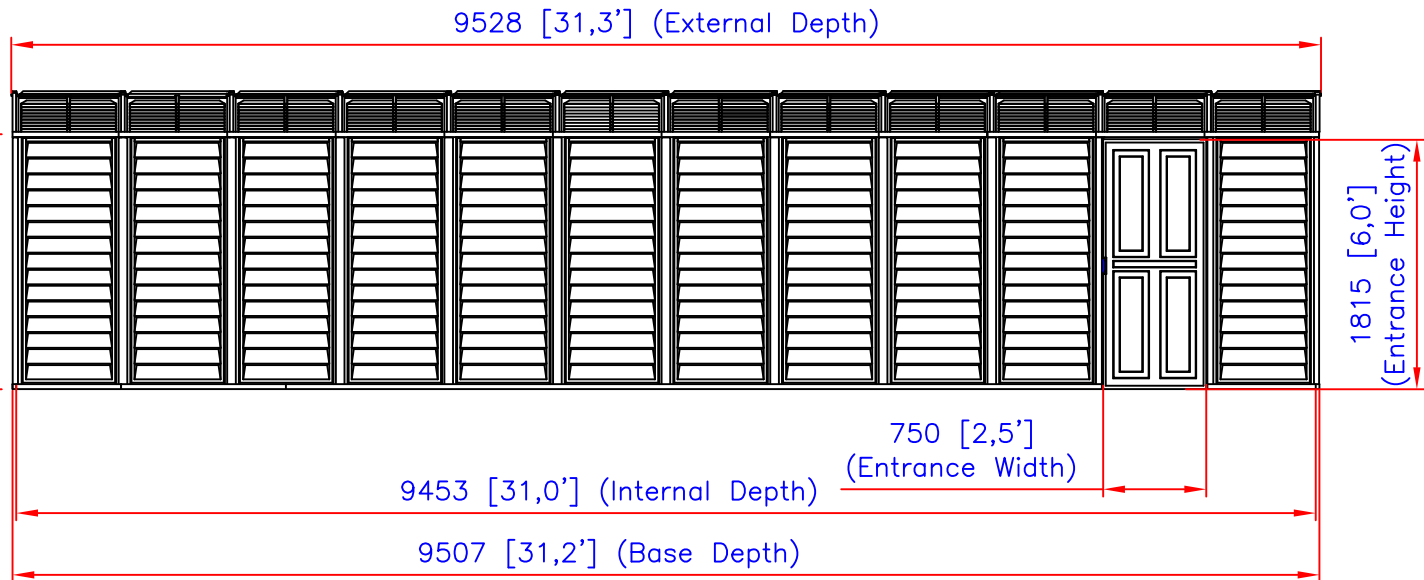 9528 [31,3’] (External Depth)
1815 [6,0’]
(Entrance Height)
750 [2,5’]
(Entrance Width)
9453 [31,0’] (Internal Depth)
9507 [31,2’] (Base Depth)